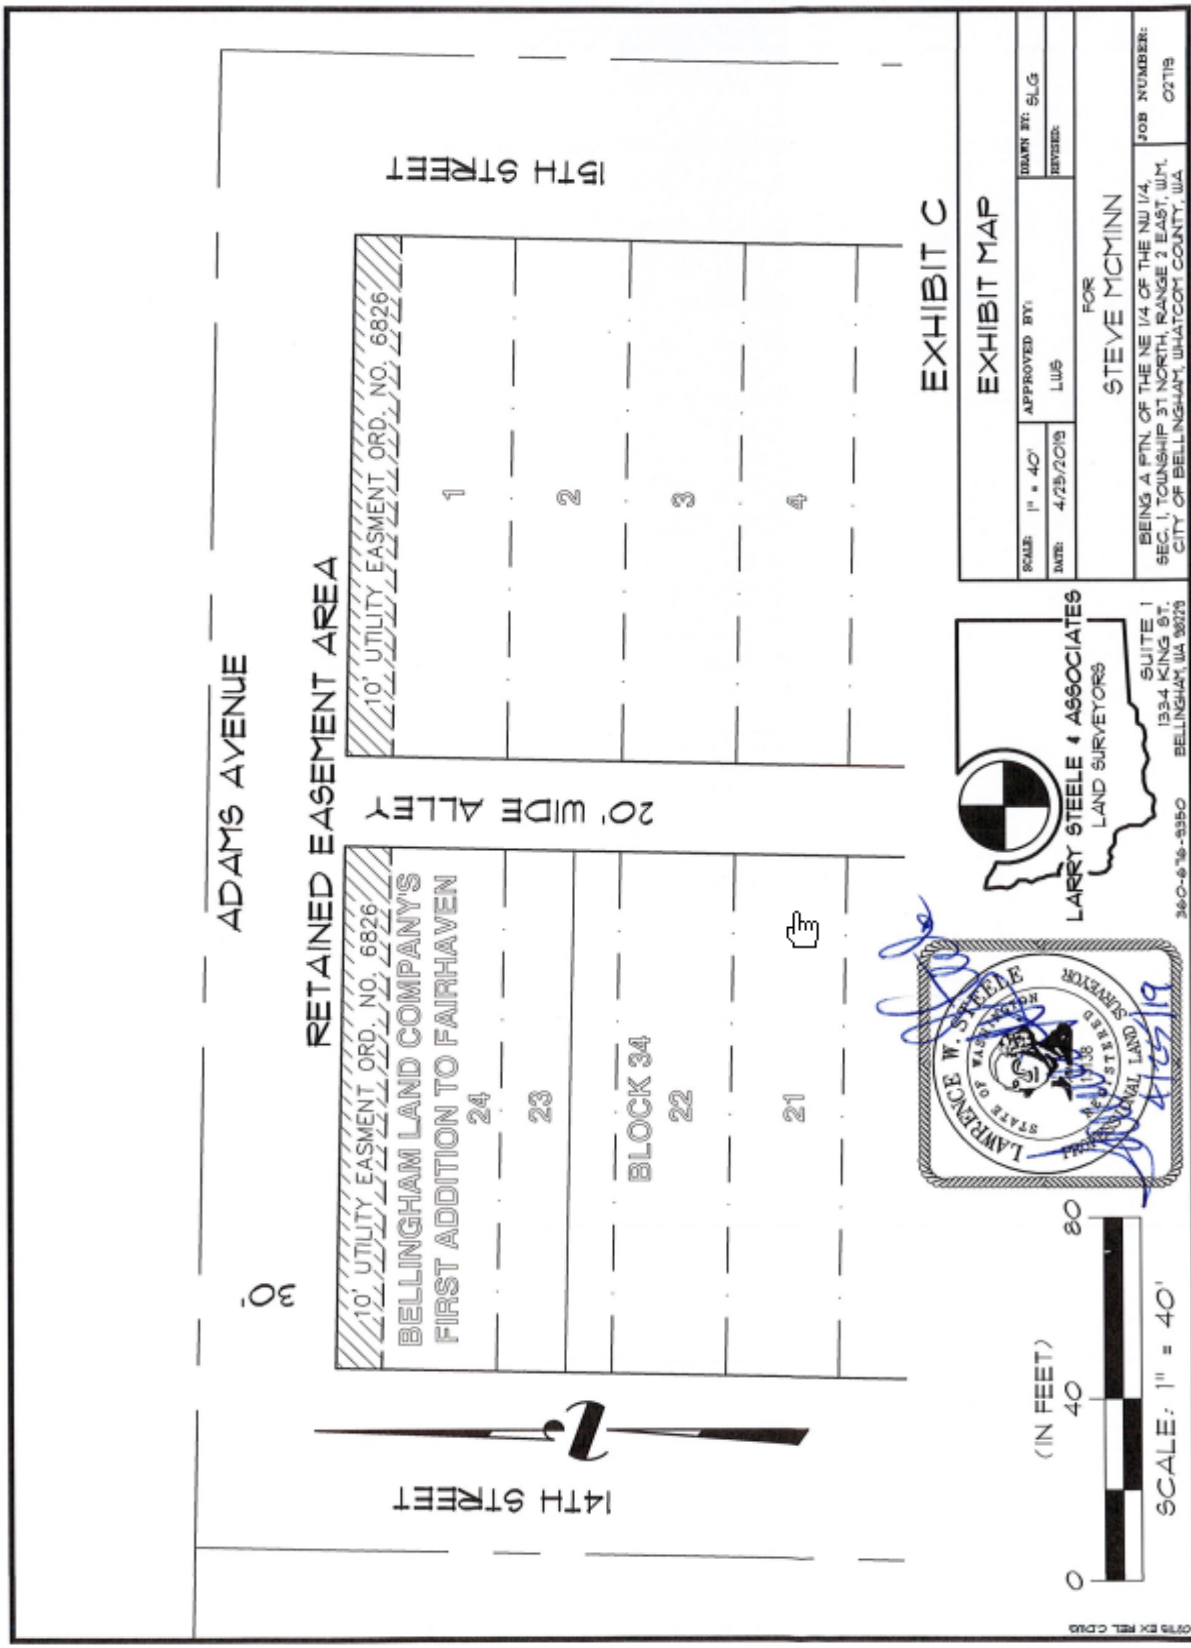 ADAMS AVENUE
30'
RETAINED EASEMENT AREA
10' UTILITY EASMENT ORD. NO. 6826
10' UTILITY EASMENT ORD. NO. 6826
BELLINGHAM LAND COMPANY'S
FIRST ADDITION TO FAIRHAVEN
14TH STREET
20' WIDE ALLEY
15TH STREET
24
23
BLOCK 34
22
21
1
2
3
4
EXHIBIT C
(IN FEET)
0 40 80
SCALE: 1" = 40'
LAWRENCE W. STEELE
STATE OF WASHINGTON
REGISTERED
PROFESSIONAL LAND SURVEYOR
4/25/19
LARRY STEELE & ASSOCIATES
LAND SURVEYORS
SUITE 1
1334 KING ST.
360-676-9350 BELLINGHAM, WA 98229
EXHIBIT MAP
SCALE: 1" = 40'
APPROVED BY:
DRAWN BY: SLG
DATE: 4/25/2019
LWS
REVISED:
FOR
STEVE MCMINN
BEING A PTN. OF THE NE 1/4 OF THE NW 1/4,
SEC. 1, TOWNSHIP 37 NORTH, RANGE 2 EAST, W.M.
CITY OF BELLINGHAM, WHATCOM COUNTY, WA
JOB NUMBER:
02719